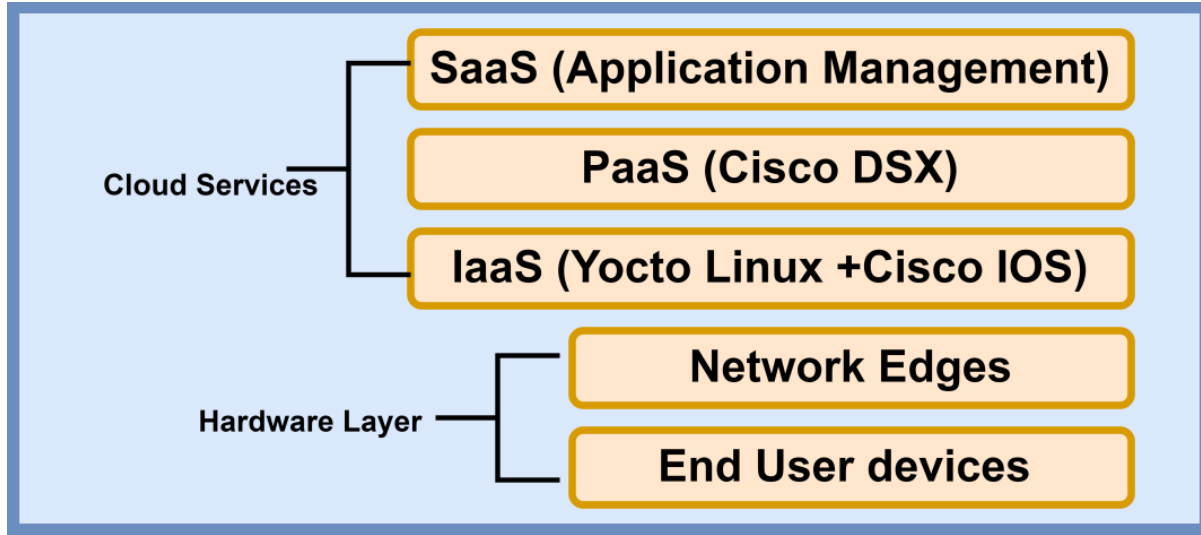 SaaS (Application Management)
PaaS (Cisco DSX)
Cloud Services
IaaS (Yocto Linux +Cisco IOS)
Network Edges
Hardware Layer
End User devices